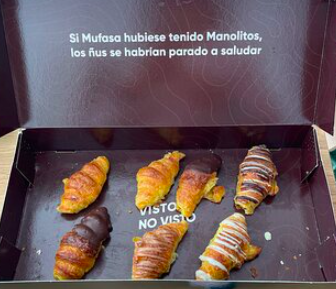 Si Mufasa hubiese tenido Manolitos,
los ñus se habrían parado a saludar
VISTO
NO VISTO